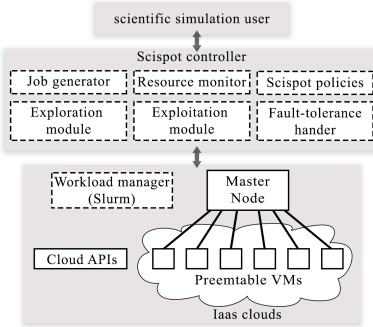 scientific simulation user
Scispot controller
Job generator
Resource monitor
Scispot policies
Exploration
module
Exploitation
module
Fault-tolerance
hander
Workload manager
(Slurm)
Master
Node
Cloud APIs
Preemtable VMs
Iaas clouds